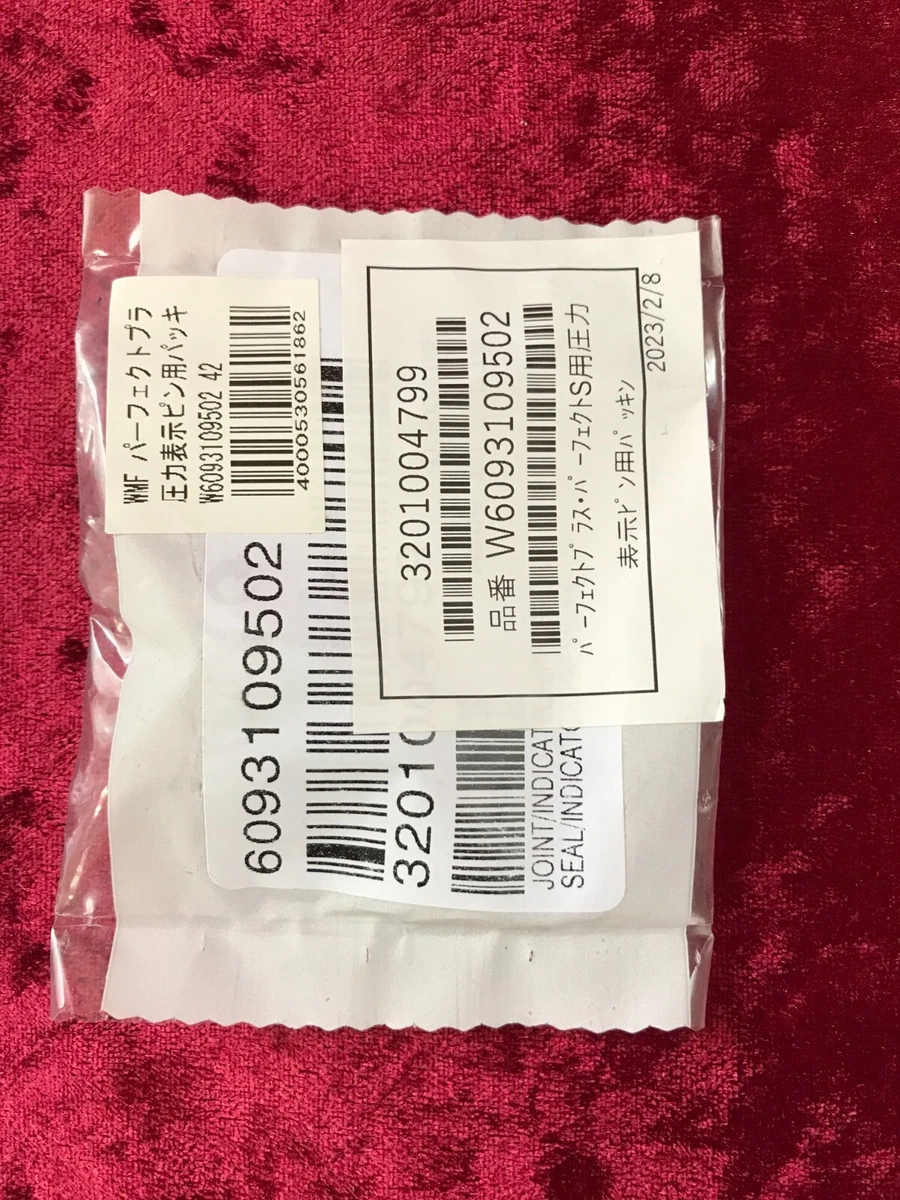 WMF パーフェクトプラ
圧力表示ピン用パッキ
W6093109502 42
4000530561862
3201004799
品番 W6093109502
パーフェクトプラス・パーフェクトS用圧力
表示ピン用パッキン
2023/2/8
6093109502
3201004799
JOINT/INDICAT
SEAL/INDICATO